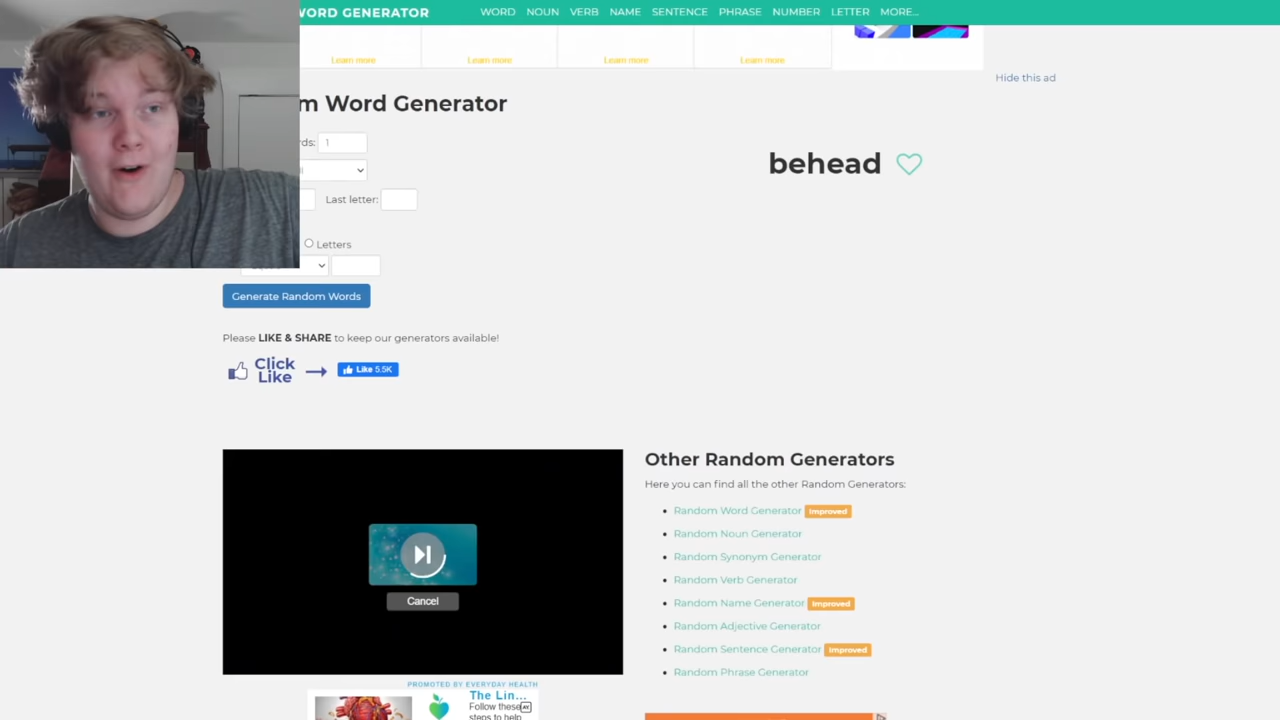 WORD GENERATOR
WORD NOUN VERB NAME SENTENCE PHRASE NUMBER LETTER MORE...
Learn more Learn more Learn more Learn more
Hide this ad
Word Generator
1
behead
Last letter:
Letters
Generate Random Words
Please LIKE & SHARE to keep our generators available!
Click
Like
Like 5.5K
Other Random Generators
Here you can find all the other Random Generators:
Random Word Generator Improved
Random Noun Generator
Random Synonym Generator
Random Verb Generator
Random Name Generator Improved
Random Adjective Generator
Random Sentence Generator Improved
Random Phrase Generator
Cancel
PROMOTED BY EVERYDAY HEALTH
The Lin...
Follow these
steps to help